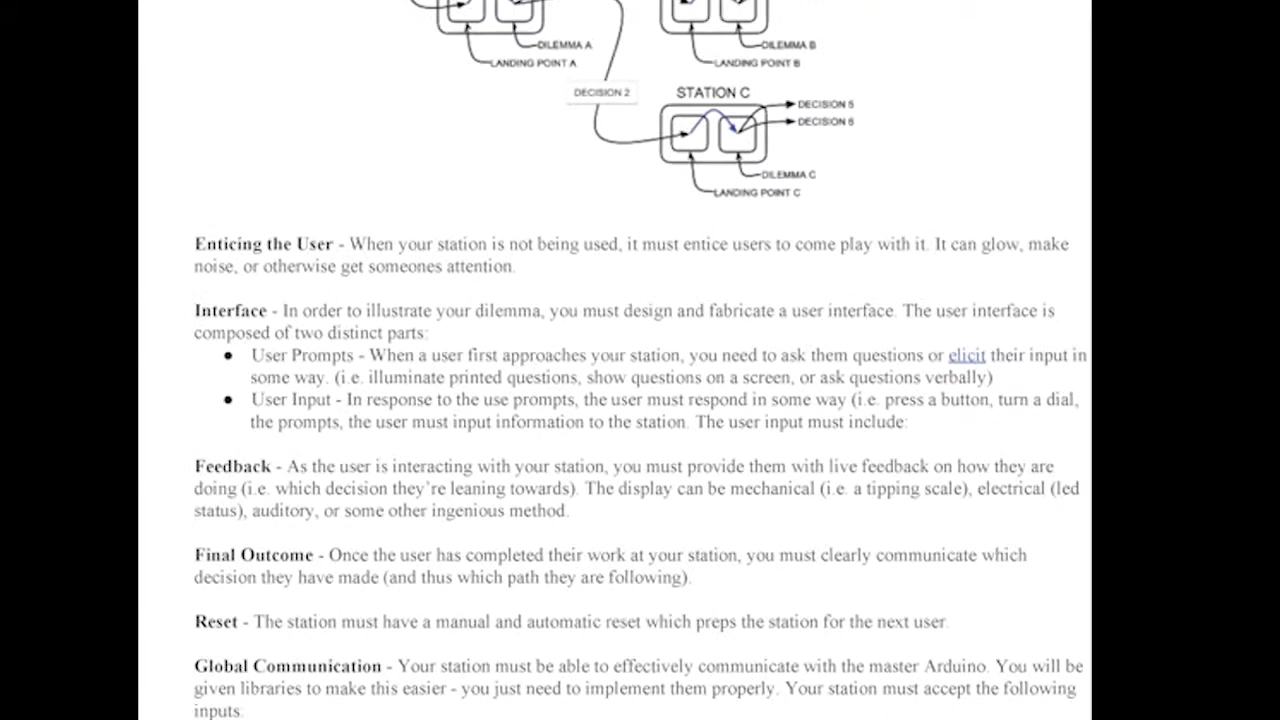 DILEMMA A
LANDING POINT A
DILEMMA B
LANDING POINT B
DECISION 2
STATION C
DECISION 5
DECISION 6
DILEMMA C
LANDING POINT C
Enticing the User - When your station is not being used, it must entice users to come play with it. It can glow, make
noise, or otherwise get someones attention.
Interface - In order to illustrate your dilemma, you must design and fabricate a user interface. The user interface is
composed of two distinct parts:
● User Prompts - When a user first approaches your station, you need to ask them questions or elicit their input in
some way. (i.e. illuminate printed questions, show questions on a screen, or ask questions verbally)
● User Input - In response to the use prompts, the user must respond in some way (i.e. press a button, turn a dial,
the prompts, the user must input information to the station. The user input must include:
Feedback - As the user is interacting with your station, you must provide them with live feedback on how they are
doing (i.e. which decision they're leaning towards). The display can be mechanical (i.e. a tipping scale), electrical (led
status), auditory, or some other ingenious method.
Final Outcome - Once the user has completed their work at your station, you must clearly communicate which
decision they have made (and thus which path they are following).
Reset - The station must have a manual and automatic reset which preps the station for the next user.
Global Communication - Your station must be able to effectively communicate with the master Arduino. You will be
given libraries to make this easier - you just need to implement them properly. Your station must accept the following
inputs: